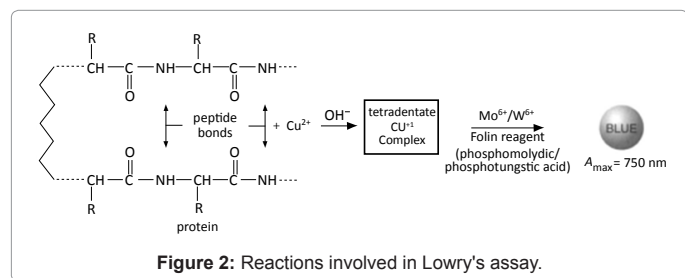 R R
CH—C—NH—CH—C—NH
O O
peptide
bonds
+ Cu²⁺
OH⁻
tetradentate
CU⁺¹
Complex
Mo⁶⁺/W⁶⁺
Folin reagent
(phosphomolydic/
phosphotungstic acid)
BLUE
A max = 750 nm
O O
CH—C—NH—CH—C—NH
R R
protein
Figure 2: Reactions involved in Lowry's assay.